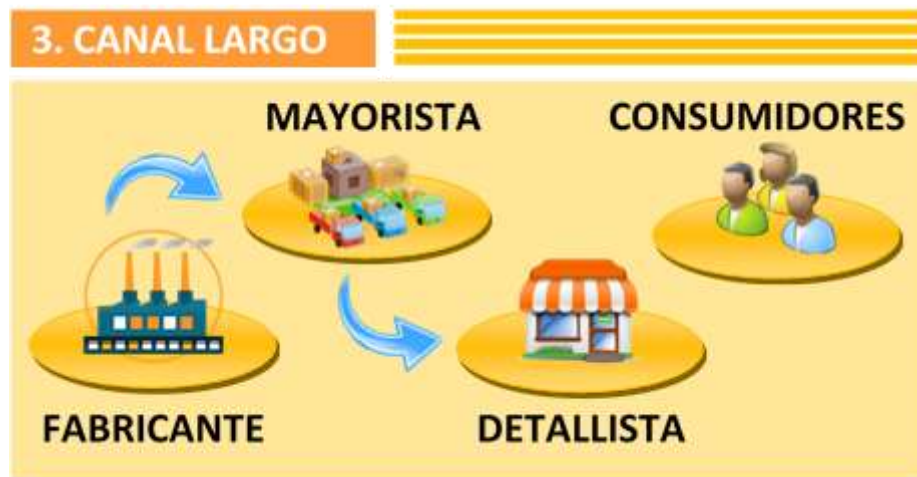 3. CANAL LARGO
MAYORISTA
CONSUMIDORES
FABRICANTE
DETALLISTA